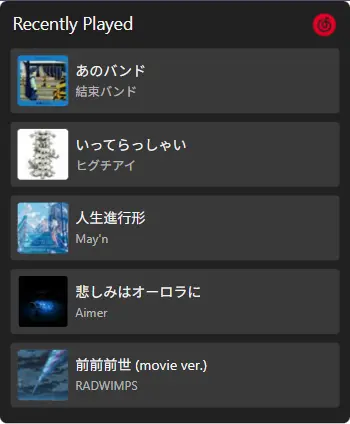 Recently Played
あのバンド
結束バンド
いってらっしゃい
ヒグチアイ
人生進行形
May'n
悲しみはオーロラに
Aimer
前前前世 (movie ver.)
RADWIMPS